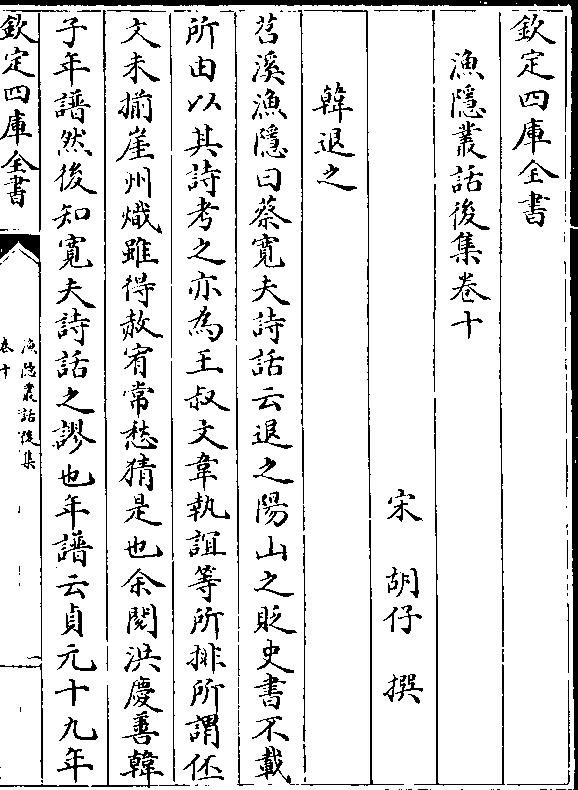 欽定四庫全書
漁隱叢話後集卷十
宋 胡仔 撰
韓退之
苕溪漁隱曰蔡寛夫詩話云退之陽山之貶史書不載
所由以其詩考之亦為王叔文韋執誼等所排所謂伾
文未揃崖州熾雖得赦宥常愁猜是也余閱洪慶善韓
子年譜然後知寛夫詩話之謬也年譜云貞元十九年
欽定四庫全書
漁隱叢話後集
卷十
一